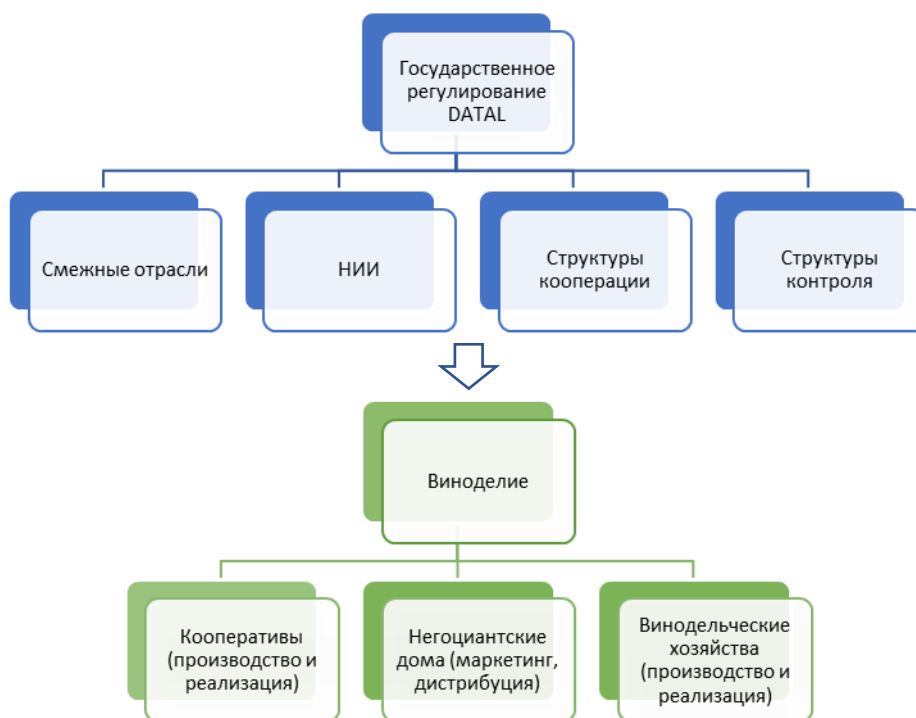 Государственное
регулирование
DATAL
Смежные отрасли
НИИ
Структуры
кооперации
Структуры
контроля
Виноделие
Кооперативы
(производство и
реализация)
Негоциантские
дома (маркетинг,
дистрибуция)
Винодельческие
хозяйства
(производство и
реализация)